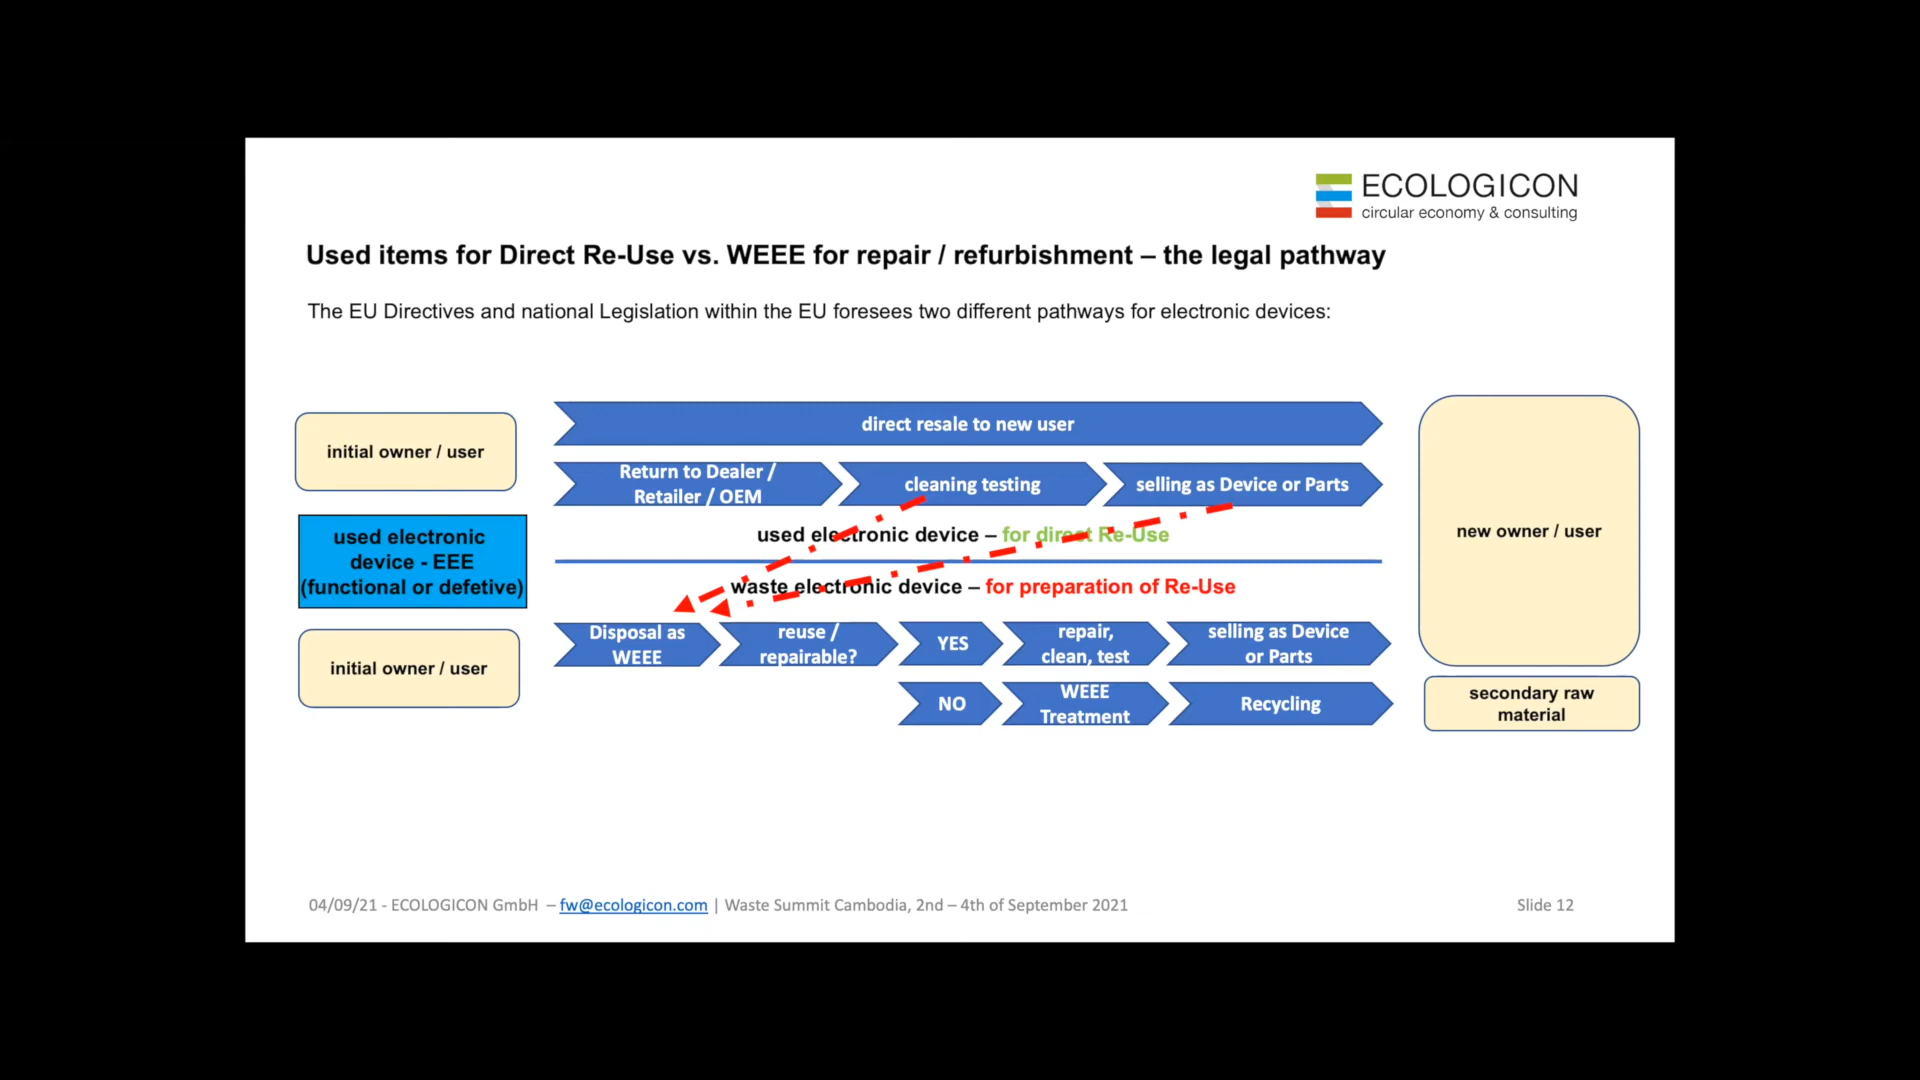 ECOLOGICON
circular economy & consulting
Used items for Direct Re-Use vs. WEEE for repair / refurbishment – the legal pathway
The EU Directives and national Legislation within the EU foresees two different pathways for electronic devices:
initial owner / user
direct resale to new user
Return to Dealer /
Retailer / OEM
cleaning testing
selling as Device or Parts
used electronic
device - EEE
(functional or defetive)
used electronic device – for direct Re-Use
waste electronic device – for preparation of Re-Use
new owner / user
initial owner / user
Disposal as
WEEE
reuse /
repairable?
YES
repair,
clean, test
selling as Device
or Parts
NO
WEEE
Treatment
Recycling
secondary raw
material
04/09/21 - ECOLOGICON GmbH – fw@ecologicon.com | Waste Summit Cambodia, 2nd – 4th of September 2021
Slide 12